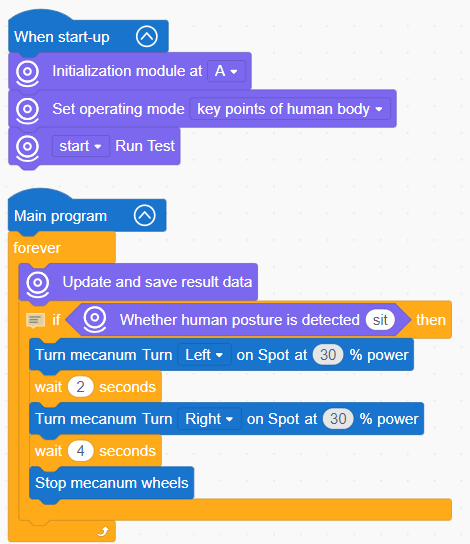 When start-up
Initialization module at A
Set operating mode key points of human body
start Run Test
Main program
forever
Update and save result data
if Whether human posture is detected sit then
Turn mecanum Turn Left on Spot at 30 % power
wait 2 seconds
Turn mecanum Turn Right on Spot at 30 % power
wait 4 seconds
Stop mecanum wheels